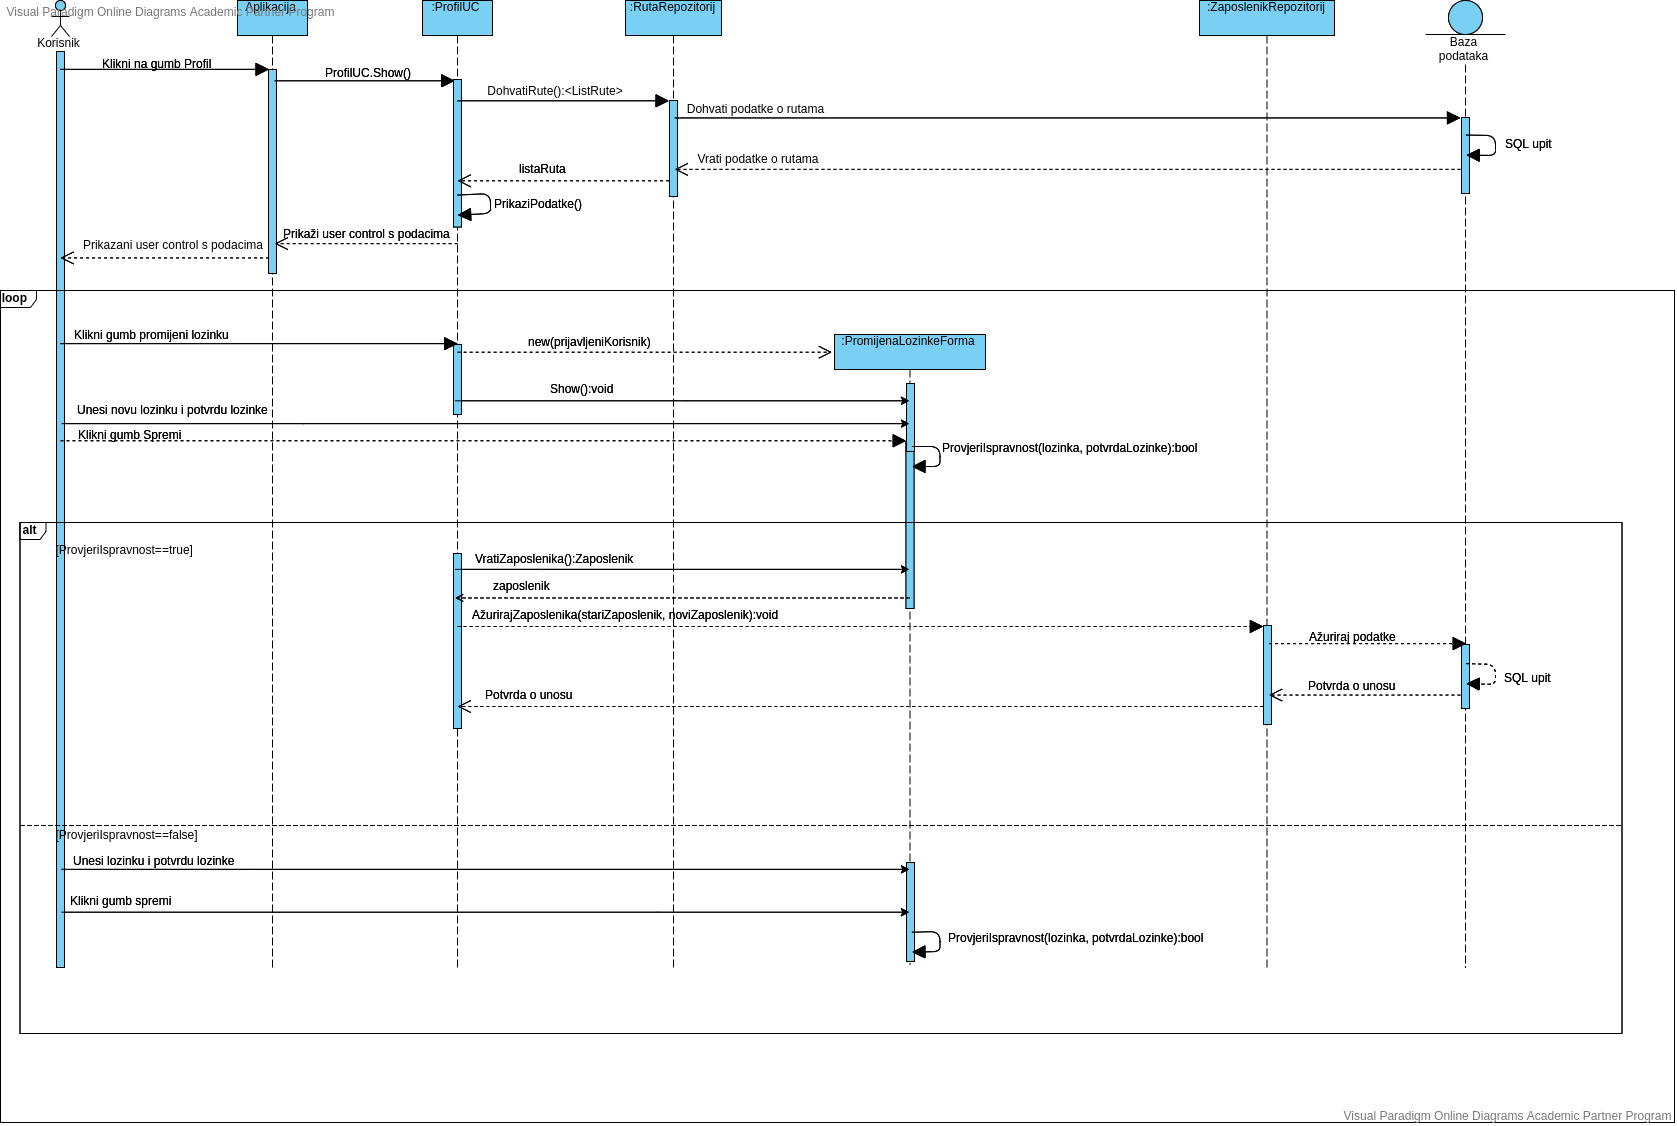 Visual Paradigm Online Diagrams Academic Partner Program
Korisnik
Aplikacija
:ProfilUC
:RutaRepozitorij
:ZaposlenikRepozitorij
Baza
podataka
Klikni na gumb Profil
ProfilUC.Show()
DohvatiRute():<ListRute>
Dohvati podatke o rutama
SQL upit
Vrati podatke o rutama
listaRuta
PrikaziPodatke()
Prikaži user control s podacima
Prikazani user control s podacima
loop
Klikni gumb promijeni lozinku
new(prijavljeniKorisnik)
:PromijenaLozinkeForma
Show():void
Unesi novu lozinku i potvrdu lozinke
Klikni gumb Spremi
ProvjeriIspravnost(lozinka, potvrdaLozinke):bool
alt
[ProvjeriIspravnost==true]
VratiZaposlenika():Zaposlenik
zaposlenik
AžurirajZaposlenika(stariZaposlenik, noviZaposlenik):void
Ažuriraj podatke
SQL upit
Potvrda o unosu
Potvrda o unosu
[ProvjeriIspravnost==false]
Unesi lozinku i potvrdu lozinke
Klikni gumb spremi
ProvjeriIspravnost(lozinka, potvrdaLozinke):bool
Visual Paradigm Online Diagrams Academic Partner Program